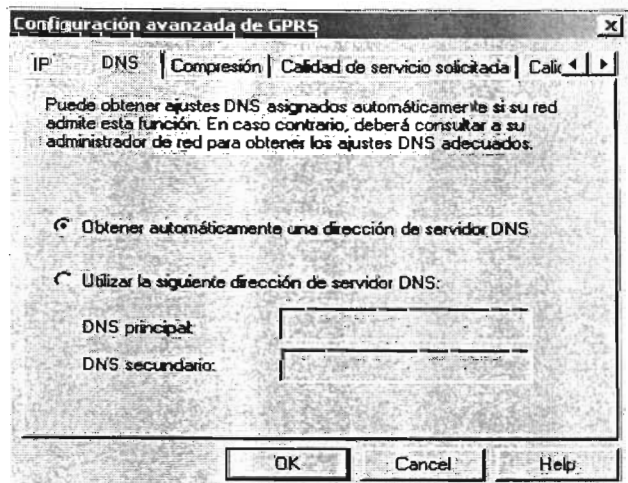 Configuración avanzada de GPRS
IP DNS Compresión Calidad de servicio solicitada Calic
Puede obtener ajustes DNS asignados automáticamente si su red
admite esta función. En caso contrario, deberá consultar a su
administrador de red para obtener los ajustes DNS adecuados.
Obtener automáticamente una dirección de servidor DNS
Utilizar la siguiente dirección de servidor DNS:
DNS principal:
DNS secundario:
OK Cancel Help